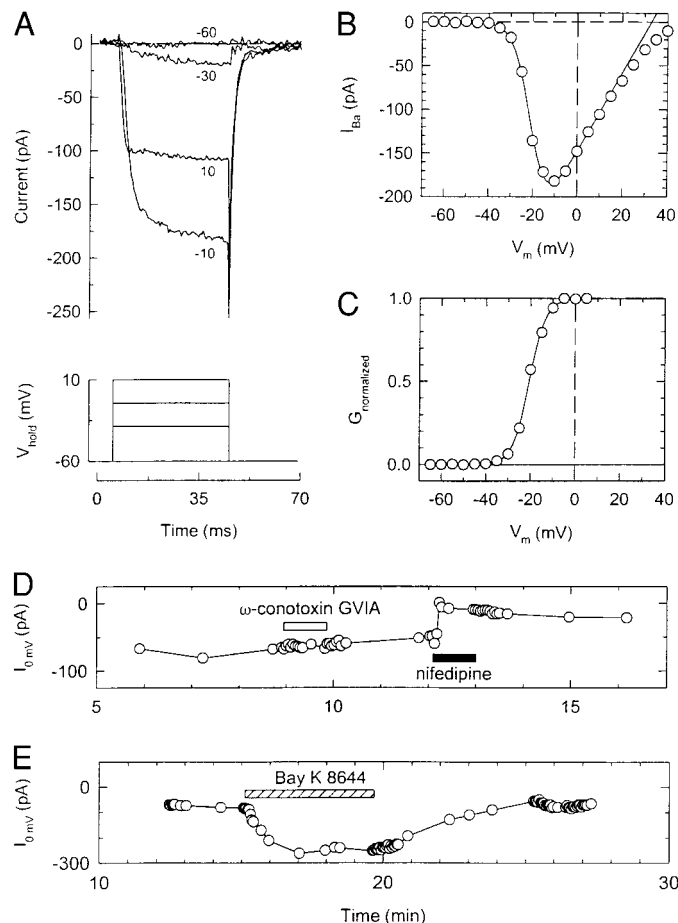 A
0
-50
-100
-150
-200
-250
Current (pA)
-60
-30
10
-10
10
-60
V_hold (mV)
0
35
70
Time (ms)
B
0
-50
-100
-150
-200
I_Ba (pA)
-60 -40 -20 0 20 40
V_m (mV)
C
1.0
0.5
0.0
G_normalized
-60 -40 -20 0 20 40
V_m (mV)
D
0
-100
I_0 mV (pA)
ω-conotoxin GVIA
nifedipine
5 10 15
E
0
-300
I_0 mV (pA)
Bay K 8644
10 20 30
Time (min)